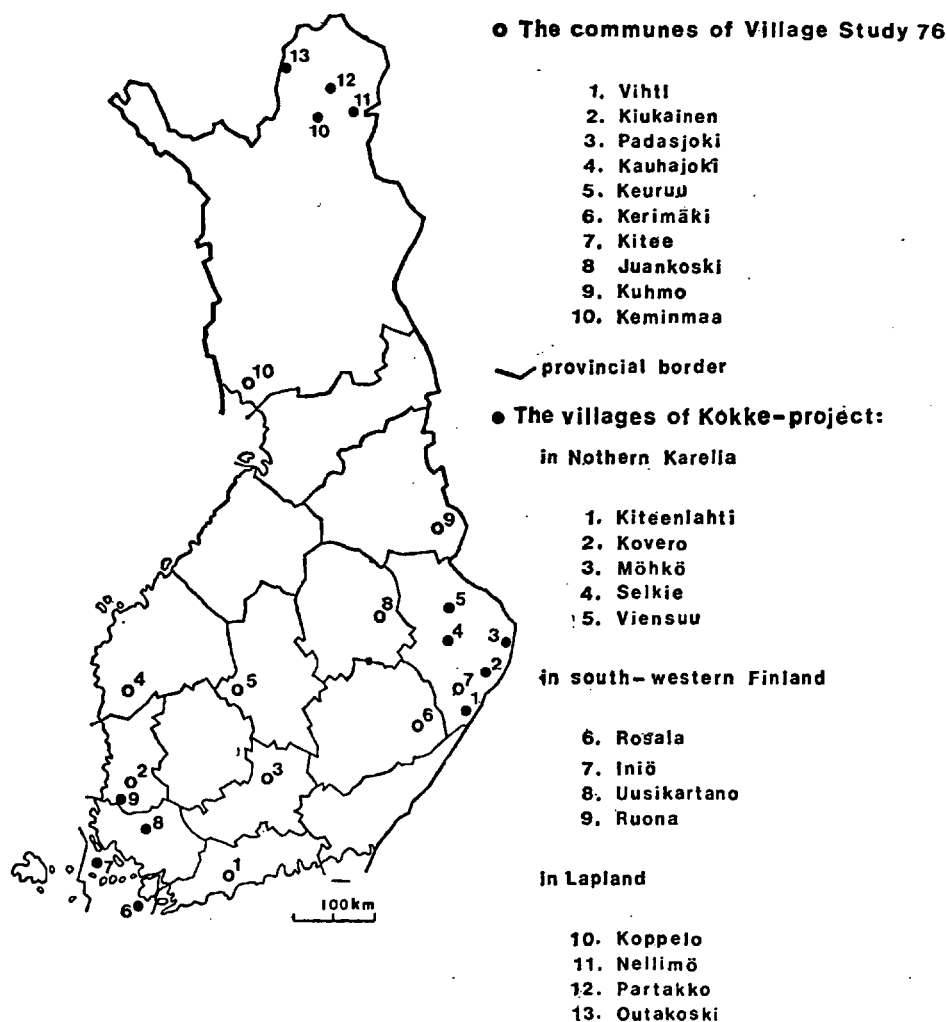 The communes of Village Study 76
1. Vihti
2. Kiukainen
3. Padasjoki
4. Kauhajoki
5. Keuruu
6. Kerimäki
7. Kitee
8 Juankoski
9. Kuhmo
10. Keminmaa
provincial border
The villages of Kökke-project:
in Nothern Karelia
1. Kiteenlahti
2. Kovero
3. Möhkö
4. Selkie
5. Viensuu
in south-western Finland
6. Rosala
7. Iniö
8. Uusikartano
9. Ruona
in Lapland
10. Koppelo
11. Nellimö
12. Partakko
13. Outakoski
13
12
11
10
10
9
8
5
4
3
2
7
1
6
4
5
2
9
3
8
7
1
6
100km